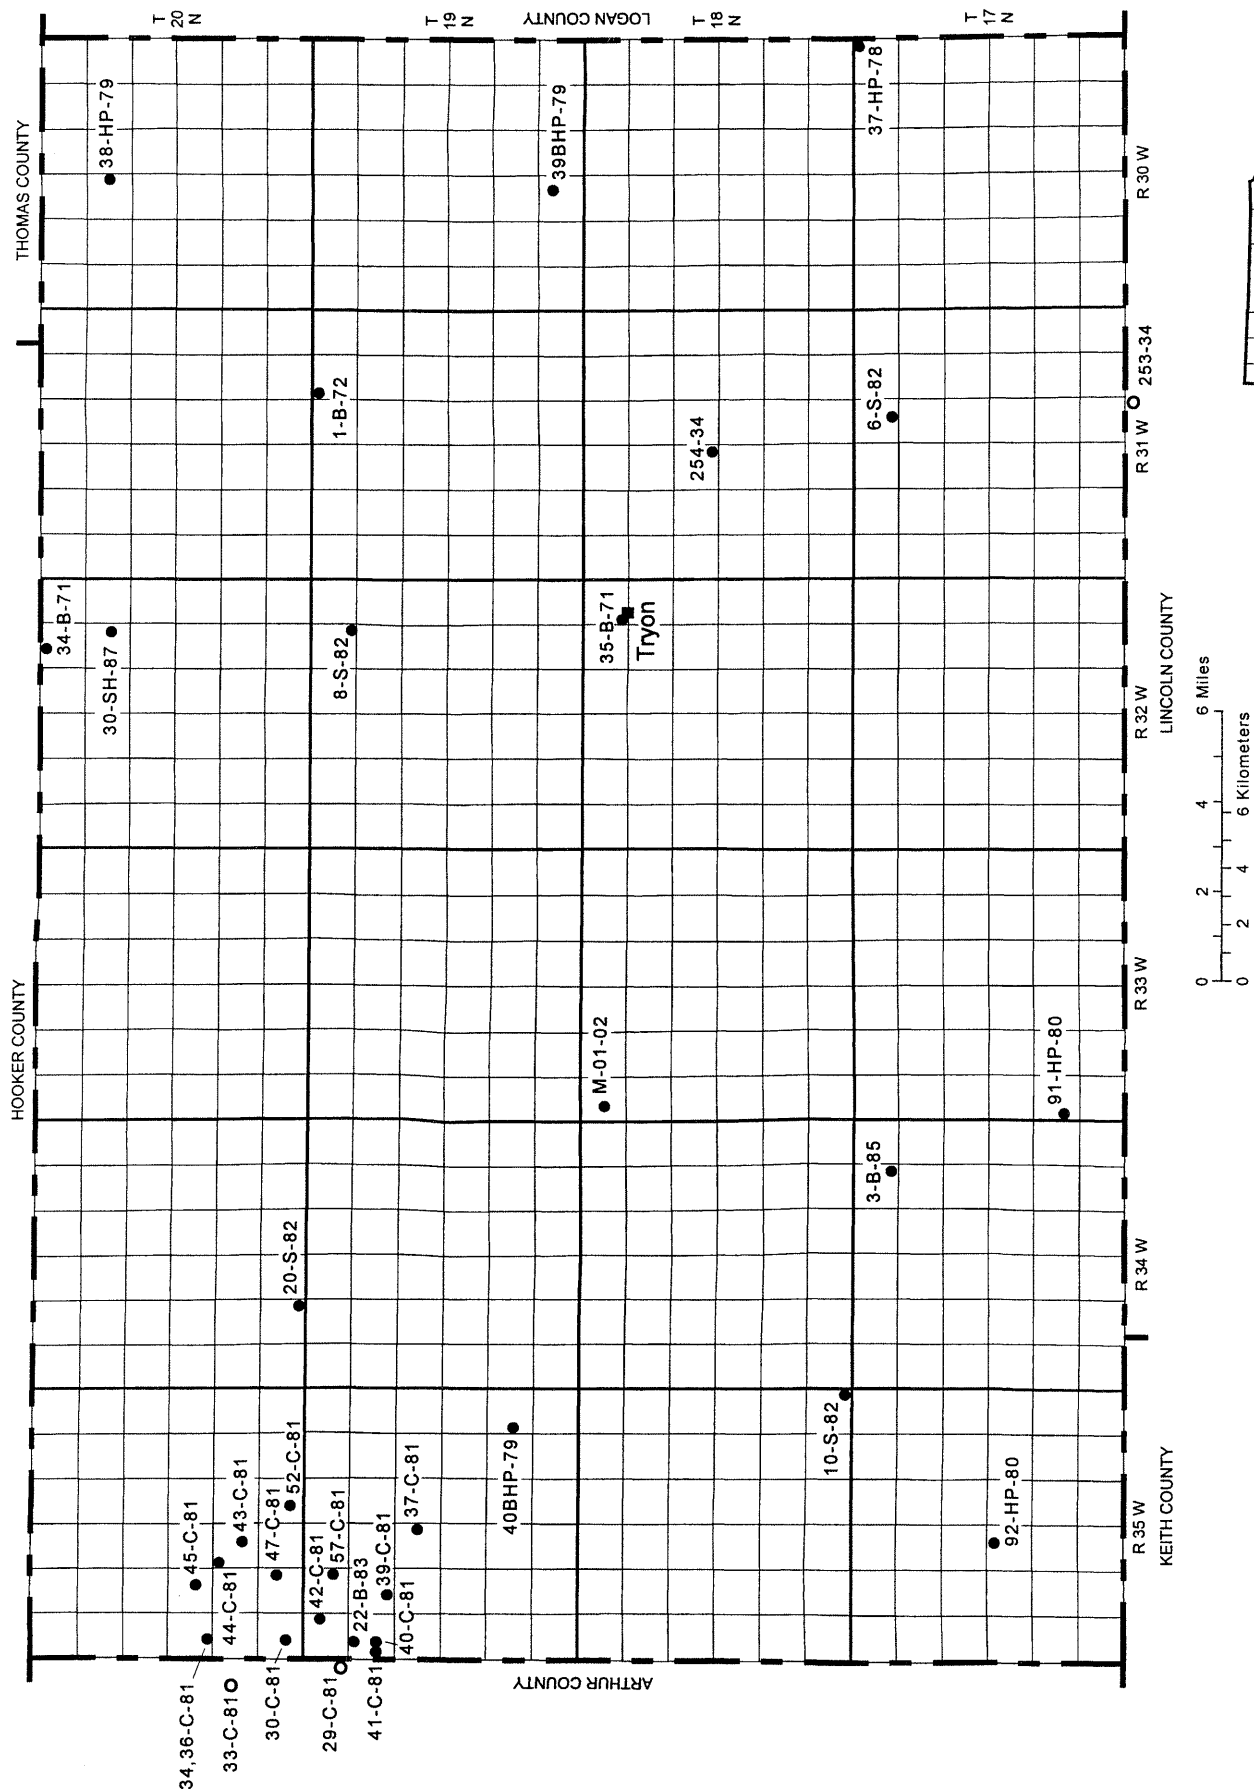 HOOKER COUNTY
THOMAS COUNTY
34,36-C-81
45-C-81
44-C-81
33-C-81
43-C-81
47-C-81
30-C-81
52-C-81
20-S-82
34-B-71
30-SH-87
38-HP-79
T
20
N
42-C-81
57-C-81
29-C-81
22-B-83
39-C-81
40-C-81
41-C-81
37-C-81
40BHP-79
8-S-82
1-B-72
39BHP-79
T
19
N
ARTHUR COUNTY
LOGAN COUNTY
M-01-02
35-B-71
Tryon
254-34
T
18
N
10-S-82
3-B-85
6-S-82
37-HP-78
92-HP-80
91-HP-80
T
17
N
R 35 W
R 34 W
R 33 W
R 32 W
R 31 W
253-34
R 30 W
KEITH COUNTY
LINCOLN COUNTY
0 2 4 6 Miles
0 2 4 6 Kilometers